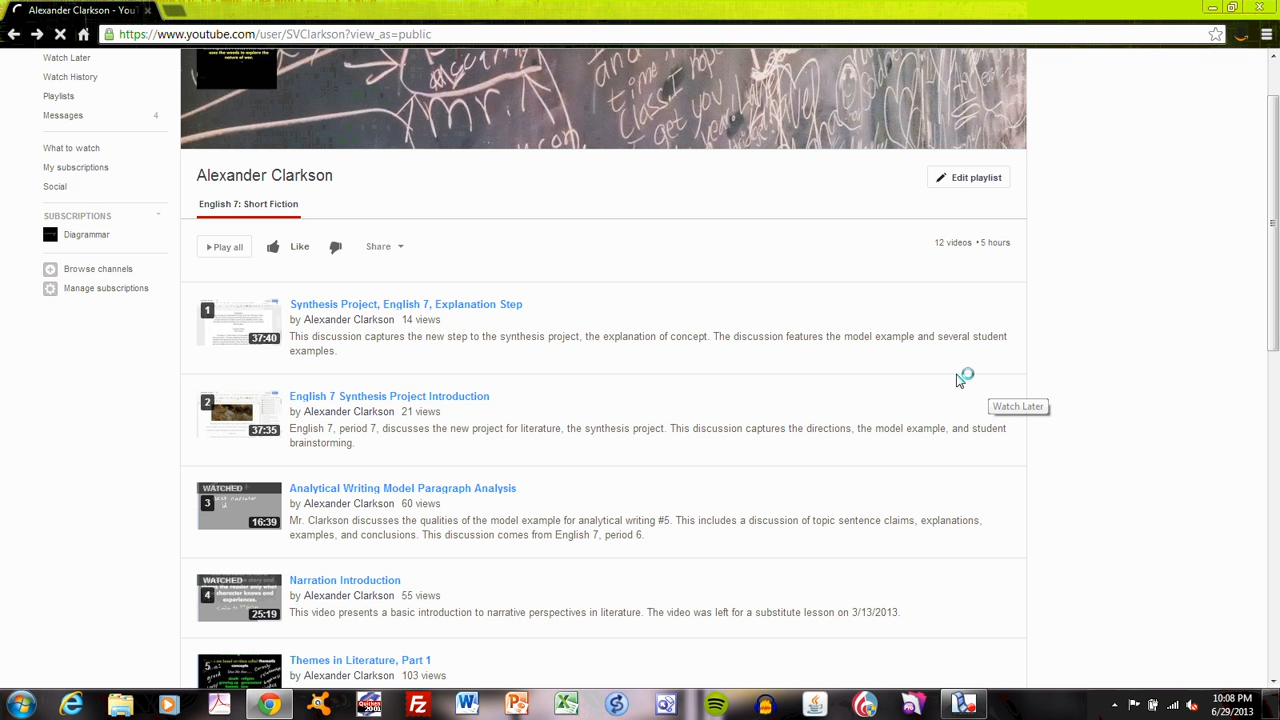 Alexander Clarkson - You
https://www.youtube.com/user/SVClarkson?view_as=public
Watch Later
Watch History
Playlists
Messages 4
What to watch
My subscriptions
Social
SUBSCRIPTIONS
Diagrammar
Browse channels
Manage subscriptions
uses the weeds to explore the
nature of war.
Alexander Clarkson
Edit playlist
English 7: Short Fiction
Play all
Like
Share
12 videos • 5 hours
1
37:40
Synthesis Project, English 7, Explanation Step
by Alexander Clarkson 14 views
This discussion captures the new step to the synthesis project, the explanation of concept. The discussion features the model example and several student
examples.
Watch Later
2
37:35
English 7 Synthesis Project Introduction
by Alexander Clarkson 21 views
English 7, period 7, discusses the new project for literature, the synthesis project. This discussion captures the directions, the model example, and student
brainstorming.
WATCHED
3
16:39
Analytical Writing Model Paragraph Analysis
by Alexander Clarkson 60 views
Mr. Clarkson discusses the qualities of the model example for analytical writing #5. This includes a discussion of topic sentence claims, explanations,
examples, and conclusions. This discussion comes from English 7, period 6.
WATCHED
4
25:19
Narration Introduction
by Alexander Clarkson 55 views
This video presents a basic introduction to narrative perspectives in literature. The video was left for a substitute lesson on 3/13/2013.
5
Themes in Literature, Part 1
by Alexander Clarkson 103 views
10:08 PM
6/29/2013